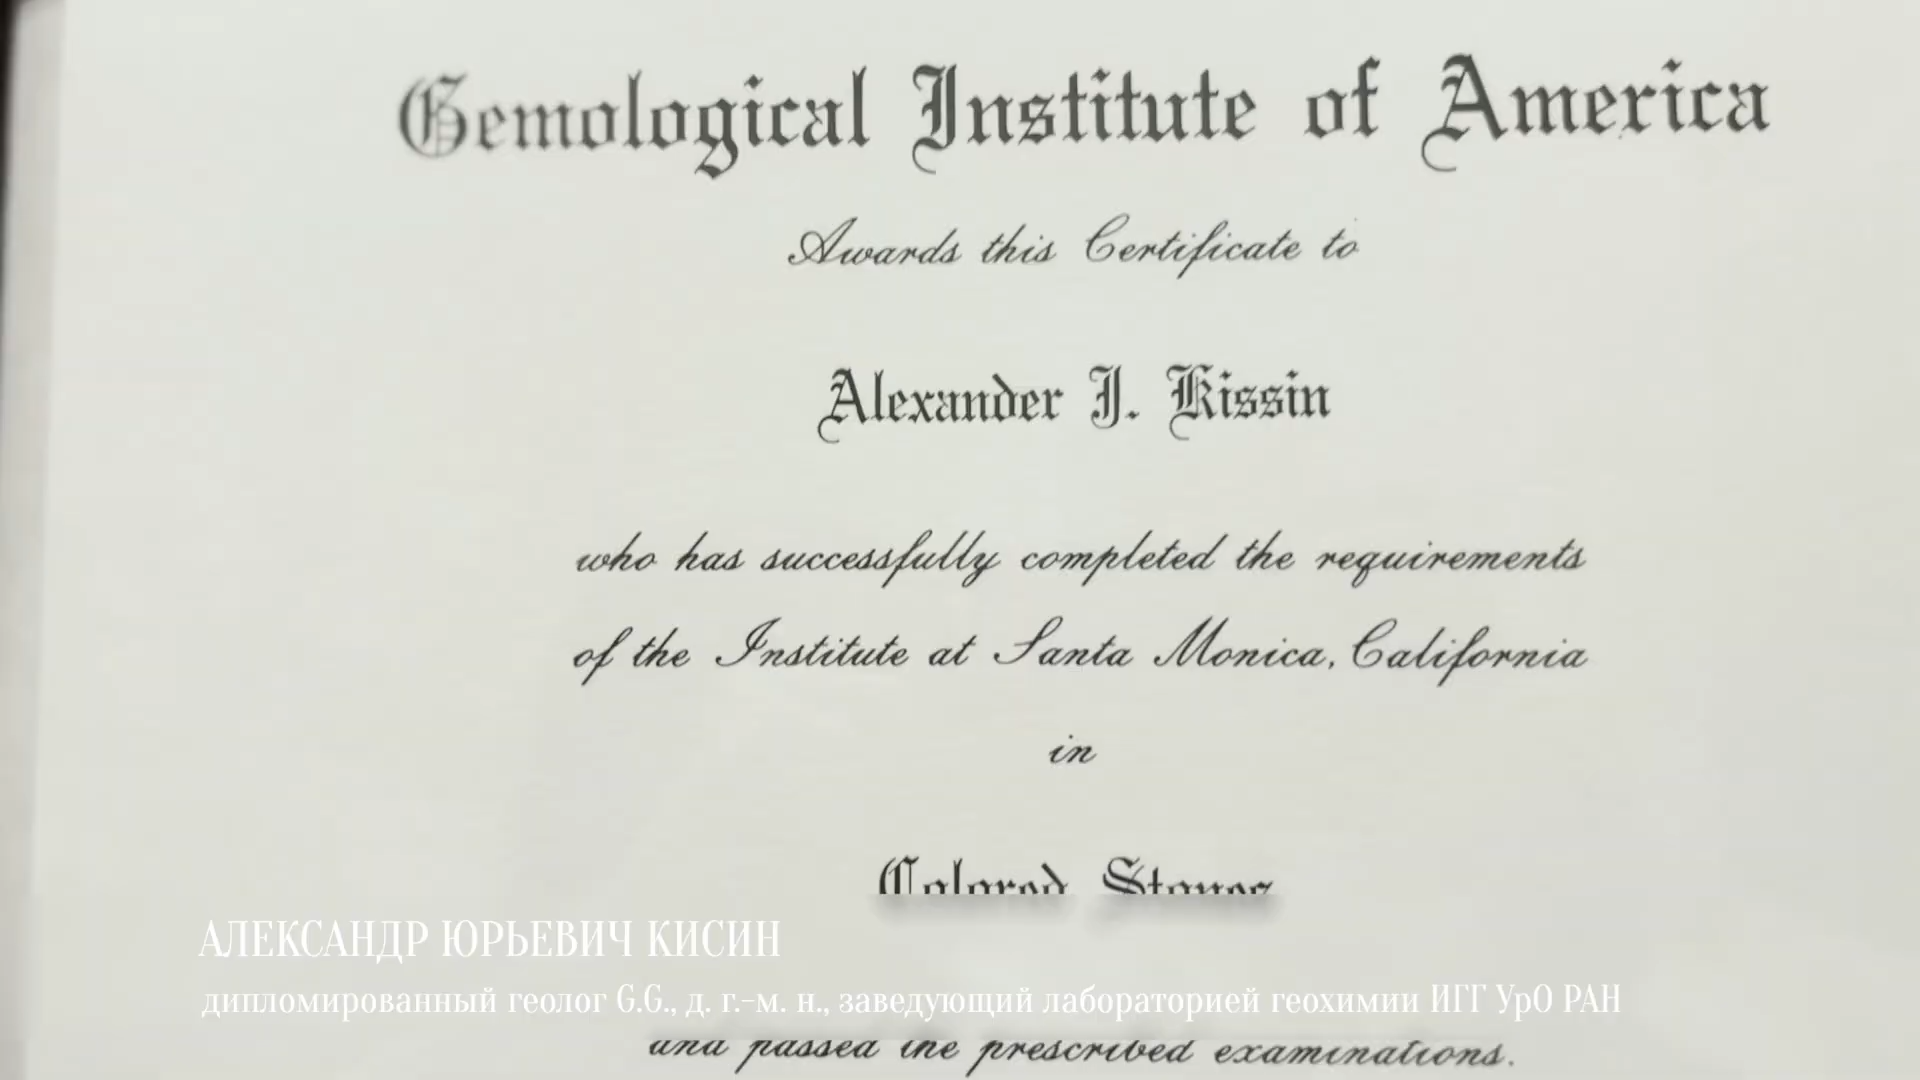 Gemological Institute of America
Awards this Certificate to
Alexander J. Kissin
who has successfully completed the requirements
of the Institute at Santa Monica, California
in
Colored Stones
АЛЕКСАНДР ЮРЬЕВИЧ КИСИН
дипломированный геолог G.G., д. г.-м. н., заведующий лабораторией геохимии ИГГ УрО РАН
and passed the prescribed examinations.